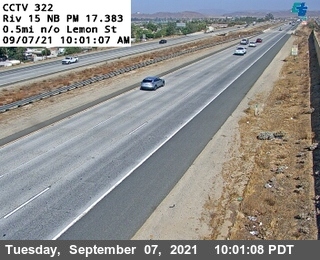 CCTV 322
Riv 15 NB PM 17.383
0.5mi n/o Lemon St
09/07/21 10:01:07 AM
Tuesday, September 07, 2021 10:01:08 PDT